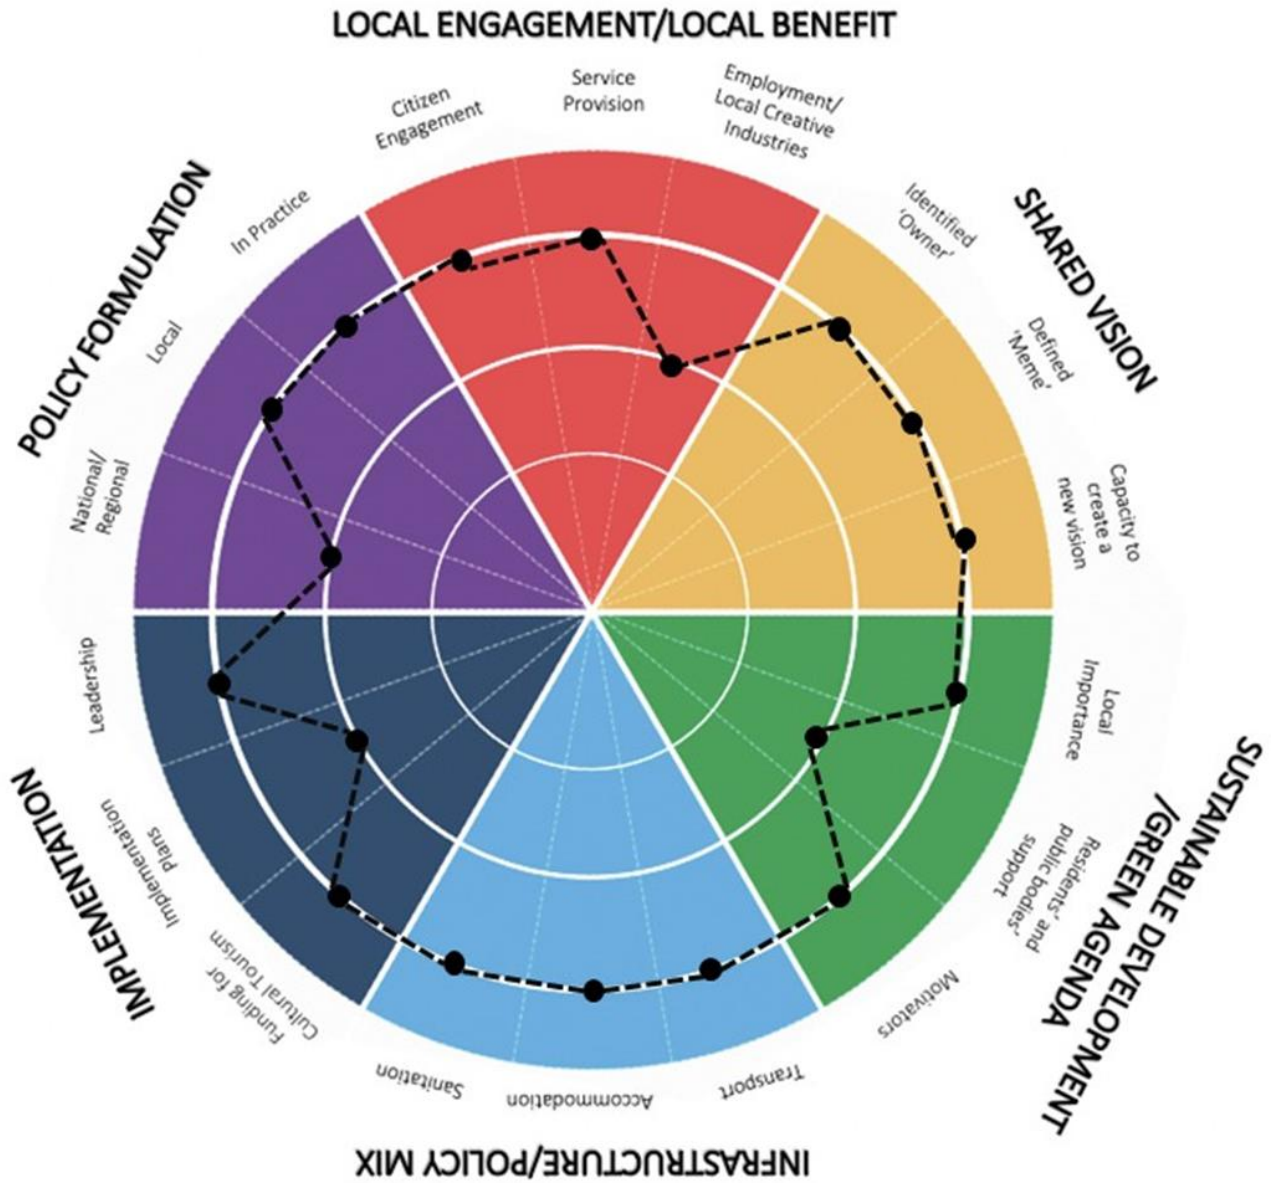 LOCAL ENGAGEMENT/LOCAL BENEFIT
Citizen
Engagement
Service
Provision
Employment/
Local Creative
Industries
SHARED VISION
Identified
‘Owner’
Defined
‘Meme’
Capacity to
create a
new vision
SUSTAINABLE DEVELOPMENT
/GREEN AGENDA
Local
Importance
Residents’ and
public bodies’
support
Motivators
INFRASTRUCTURE/POLICY MIX
Transport
Accommodation
Sanitation
IMPLEMENTATION
Funding for
Cultural Tourism
Implementation
Plans
Leadership
POLICY FORMULATION
National/
Regional
Local
In Practice